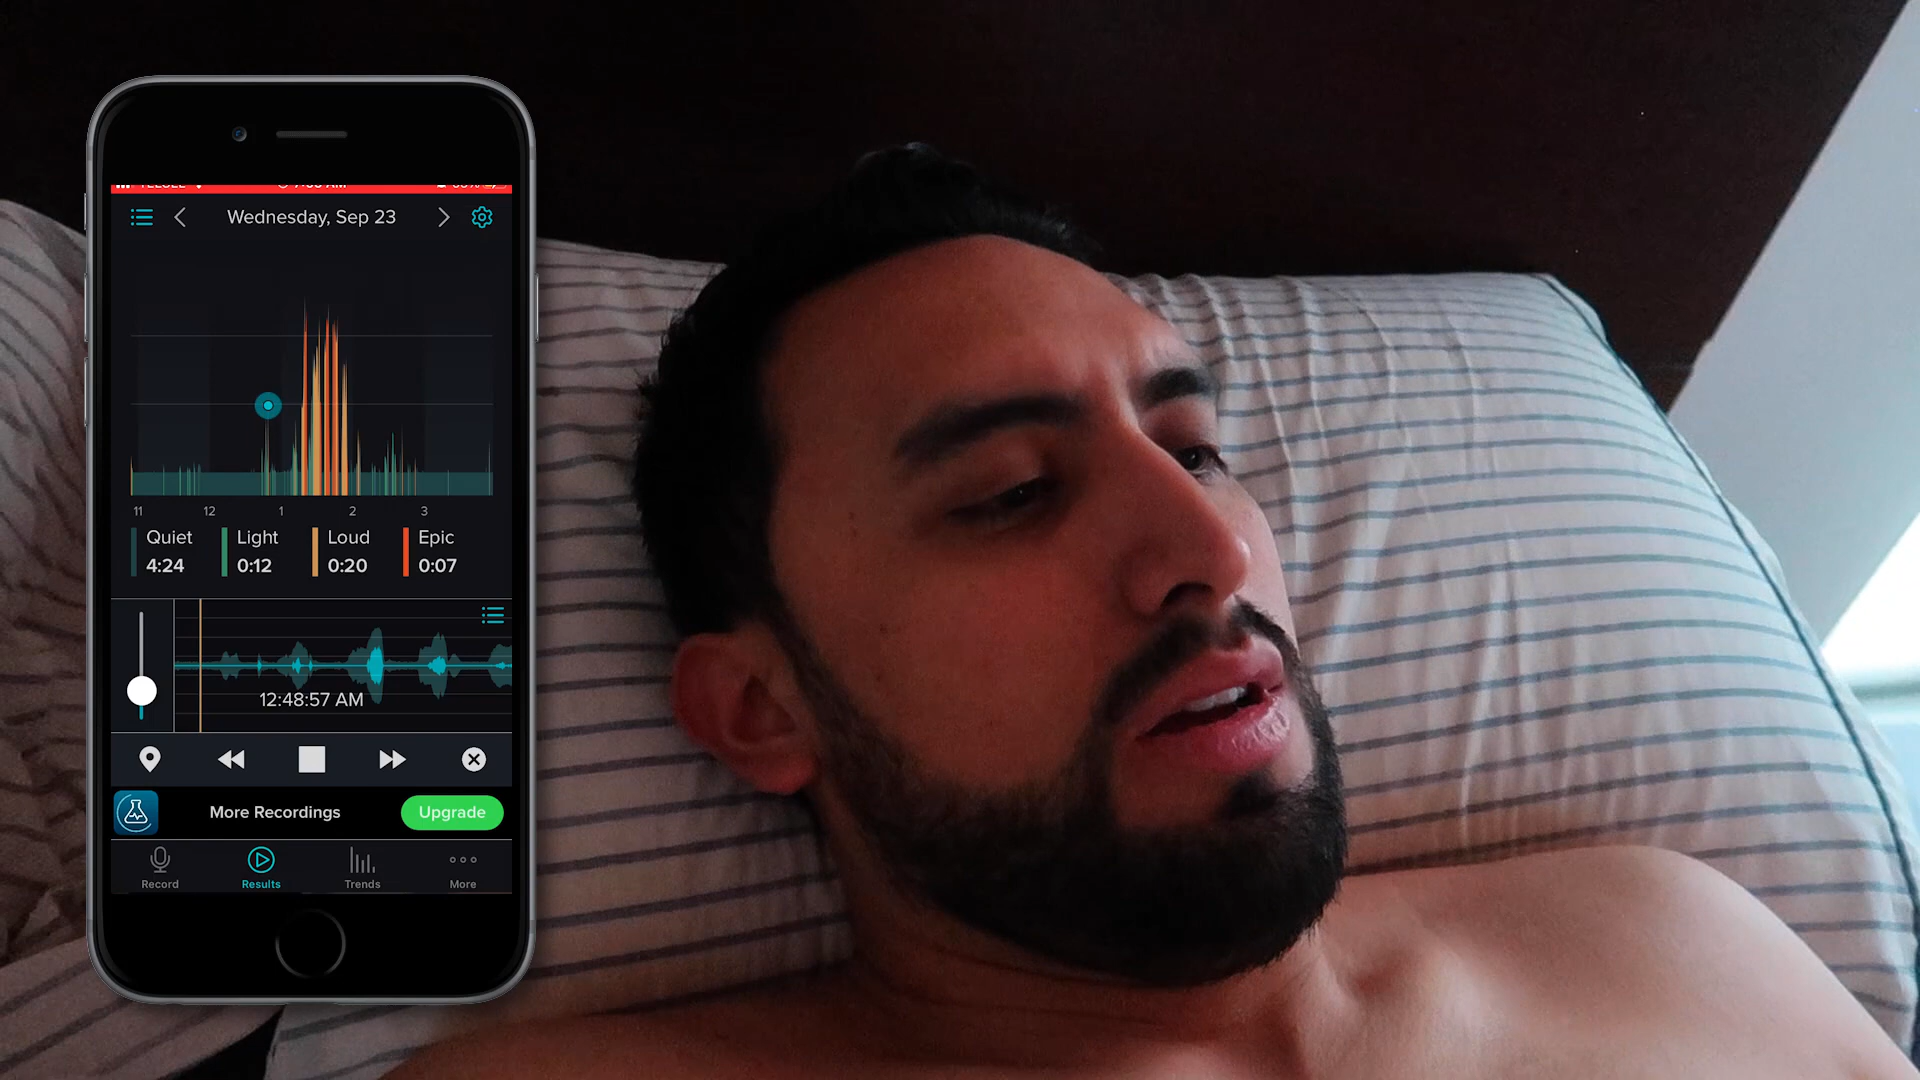 Wednesday, Sep 23
11 12 1 2 3
Quiet Light Loud Epic
4:24 0:12 0:20 0:07
12:48:57 AM
More Recordings Upgrade
Record Results Trends More